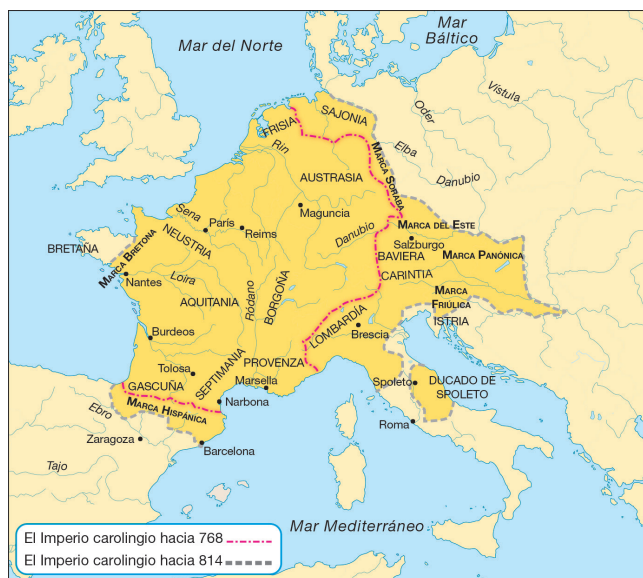 Mar del Norte
Mar
Báltico
SAJONIA
FRISIA
Rin
Elba
Oder
Vístula
MARCA SORABA
AUSTRASIA
Danubio
Maguncia
Sena
París
Reims
NEUSTRIA
BRETAÑA
MARCA BRETONA
Nantes
Loira
Danubio
MARCA DEL ESTE
Salzburgo
BAVIERA
MARCA PANÓNICA
CARINTIA
MARCA
FRIÚLICA
ISTRIA
AQUITANIA
Ródano
BORGOÑA
LOMBARDÍA
Brescia
Burdeos
Tolosa
SEPTIMANIA
PROVENZA
Marsella
GASCUÑA
Narbona
MARCA HISPÁNICA
Spoleto
DUCADO DE
SPOLETO
Roma
Ebro
Zaragoza
Barcelona
Tajo
Mar Mediterráneo
El Imperio carolingio hacia 768
El Imperio carolingio hacia 814